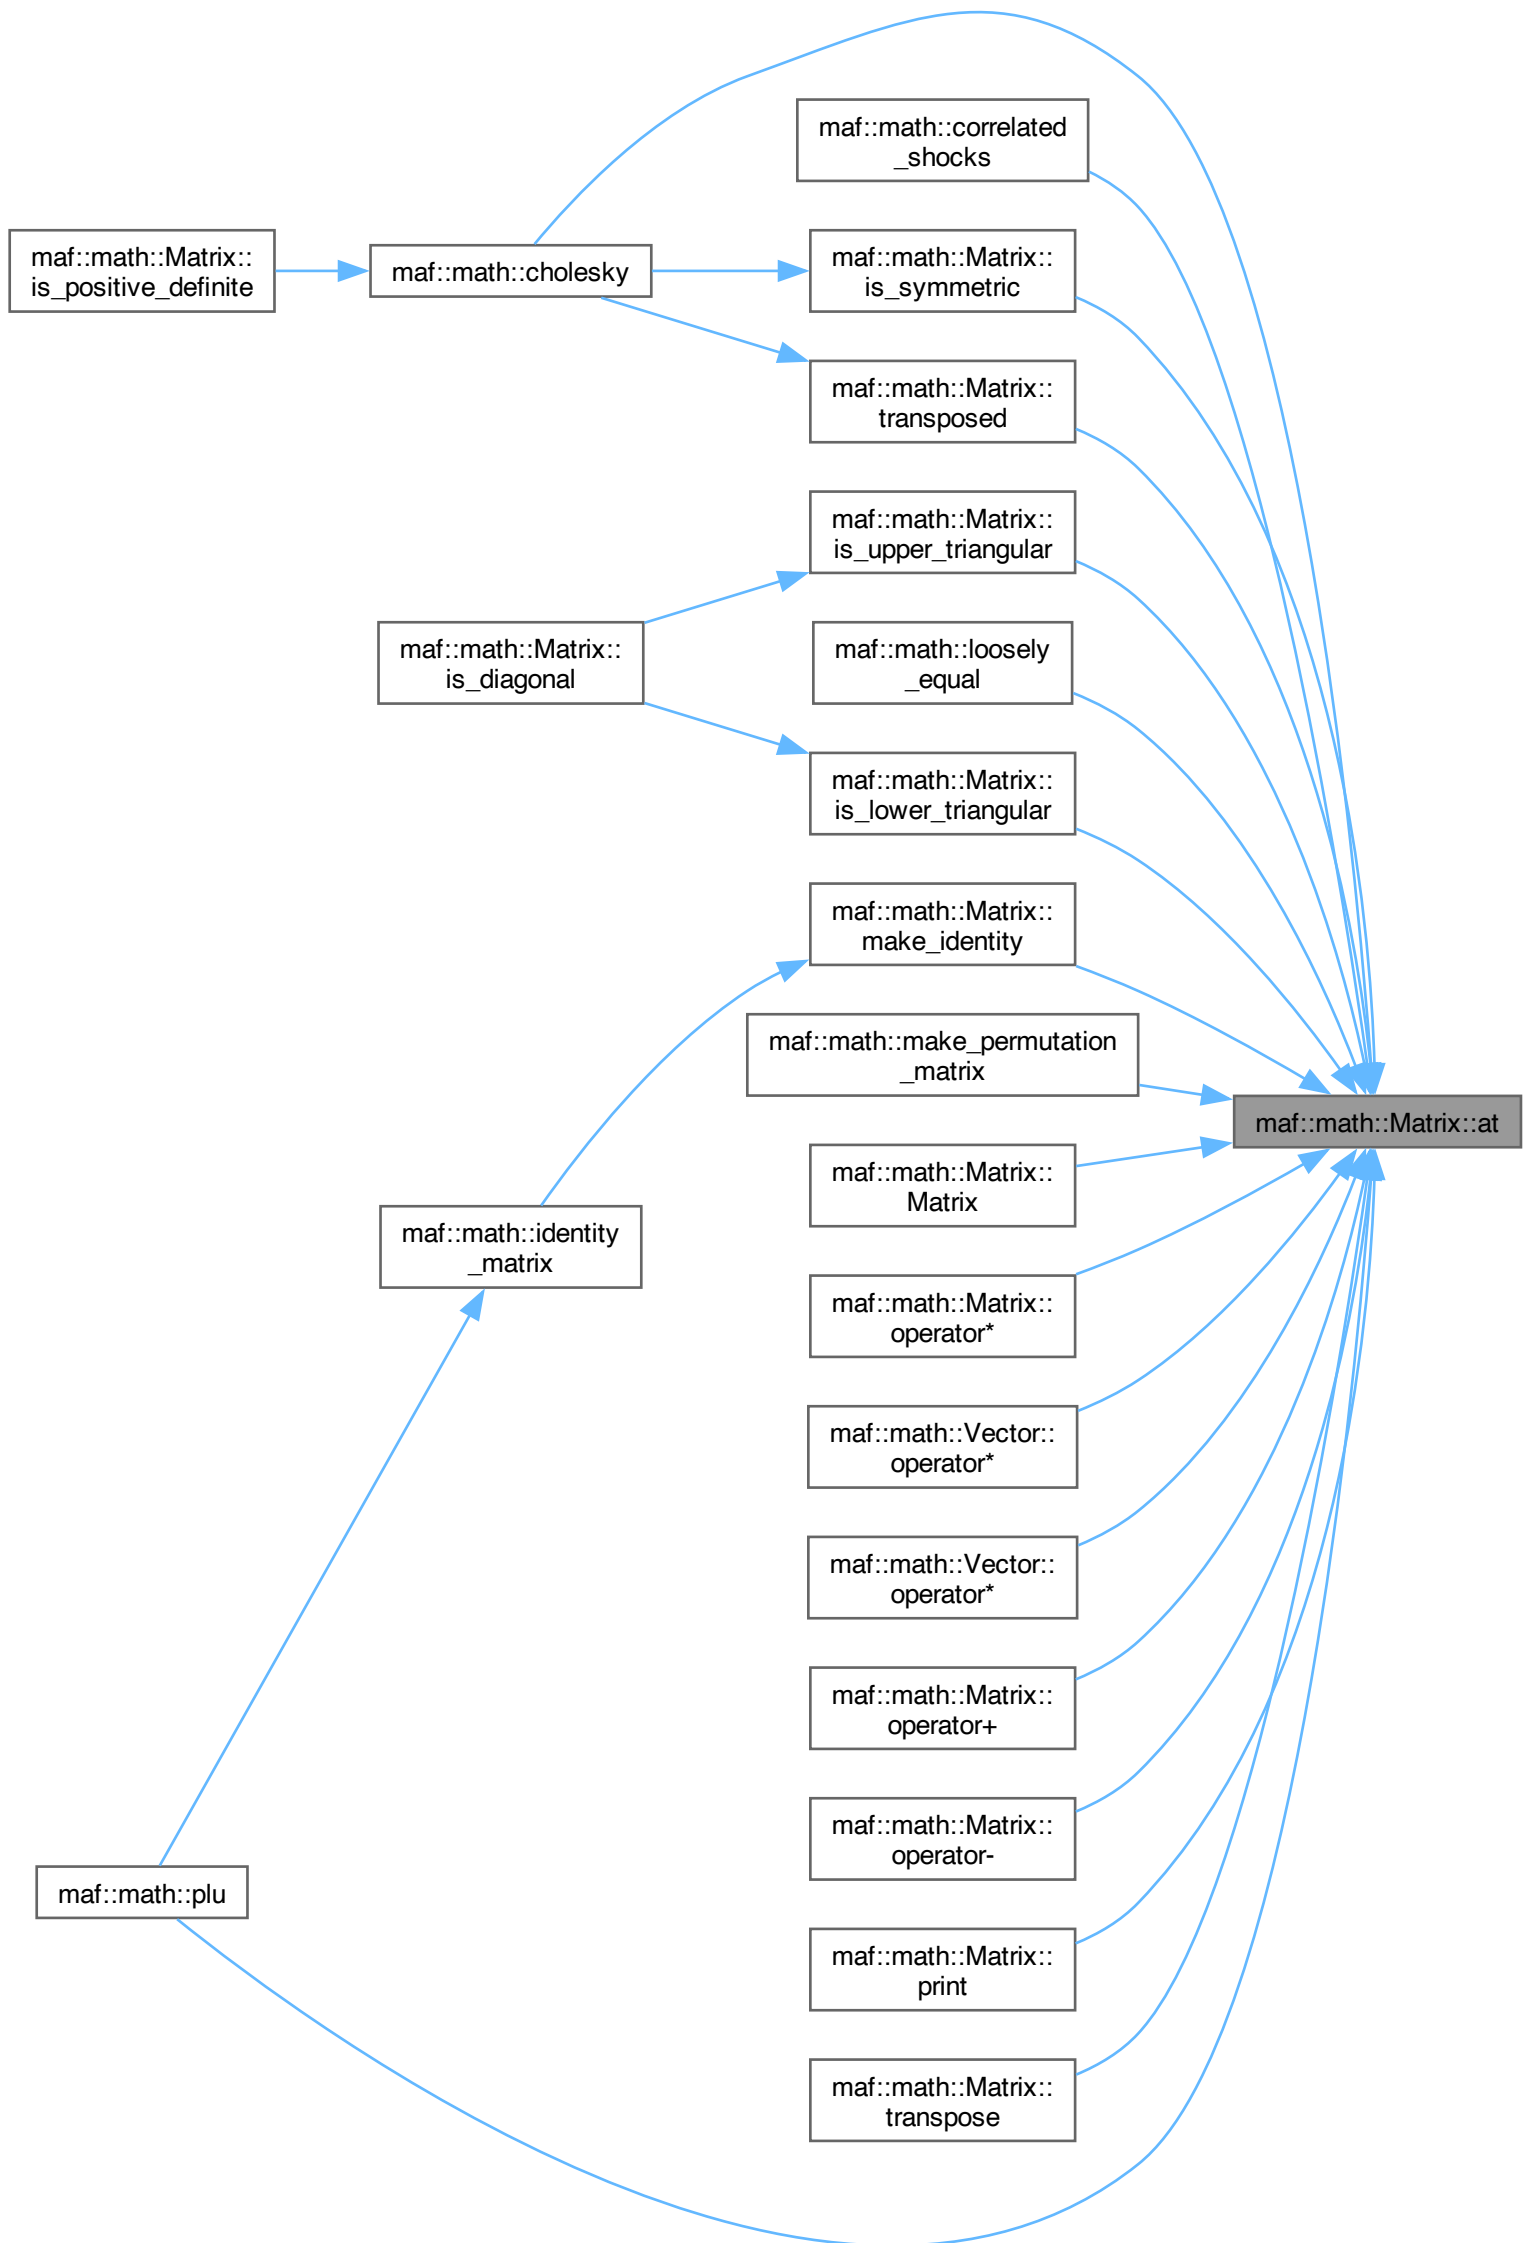 maf::math::correlated
_shocks
maf::math::Matrix::
is_positive_definite
maf::math::cholesky
maf::math::Matrix::
is_symmetric
maf::math::Matrix::
transposed
maf::math::Matrix::
is_upper_triangular
maf::math::Matrix::
is_diagonal
maf::math::loosely
_equal
maf::math::Matrix::
is_lower_triangular
maf::math::Matrix::
make_identity
maf::math::make_permutation
_matrix
maf::math::Matrix::at
maf::math::Matrix::
Matrix
maf::math::identity
_matrix
maf::math::Matrix::
operator*
maf::math::Vector::
operator*
maf::math::Vector::
operator*
maf::math::Matrix::
operator+
maf::math::Matrix::
operator-
maf::math::plu
maf::math::Matrix::
print
maf::math::Matrix::
transpose